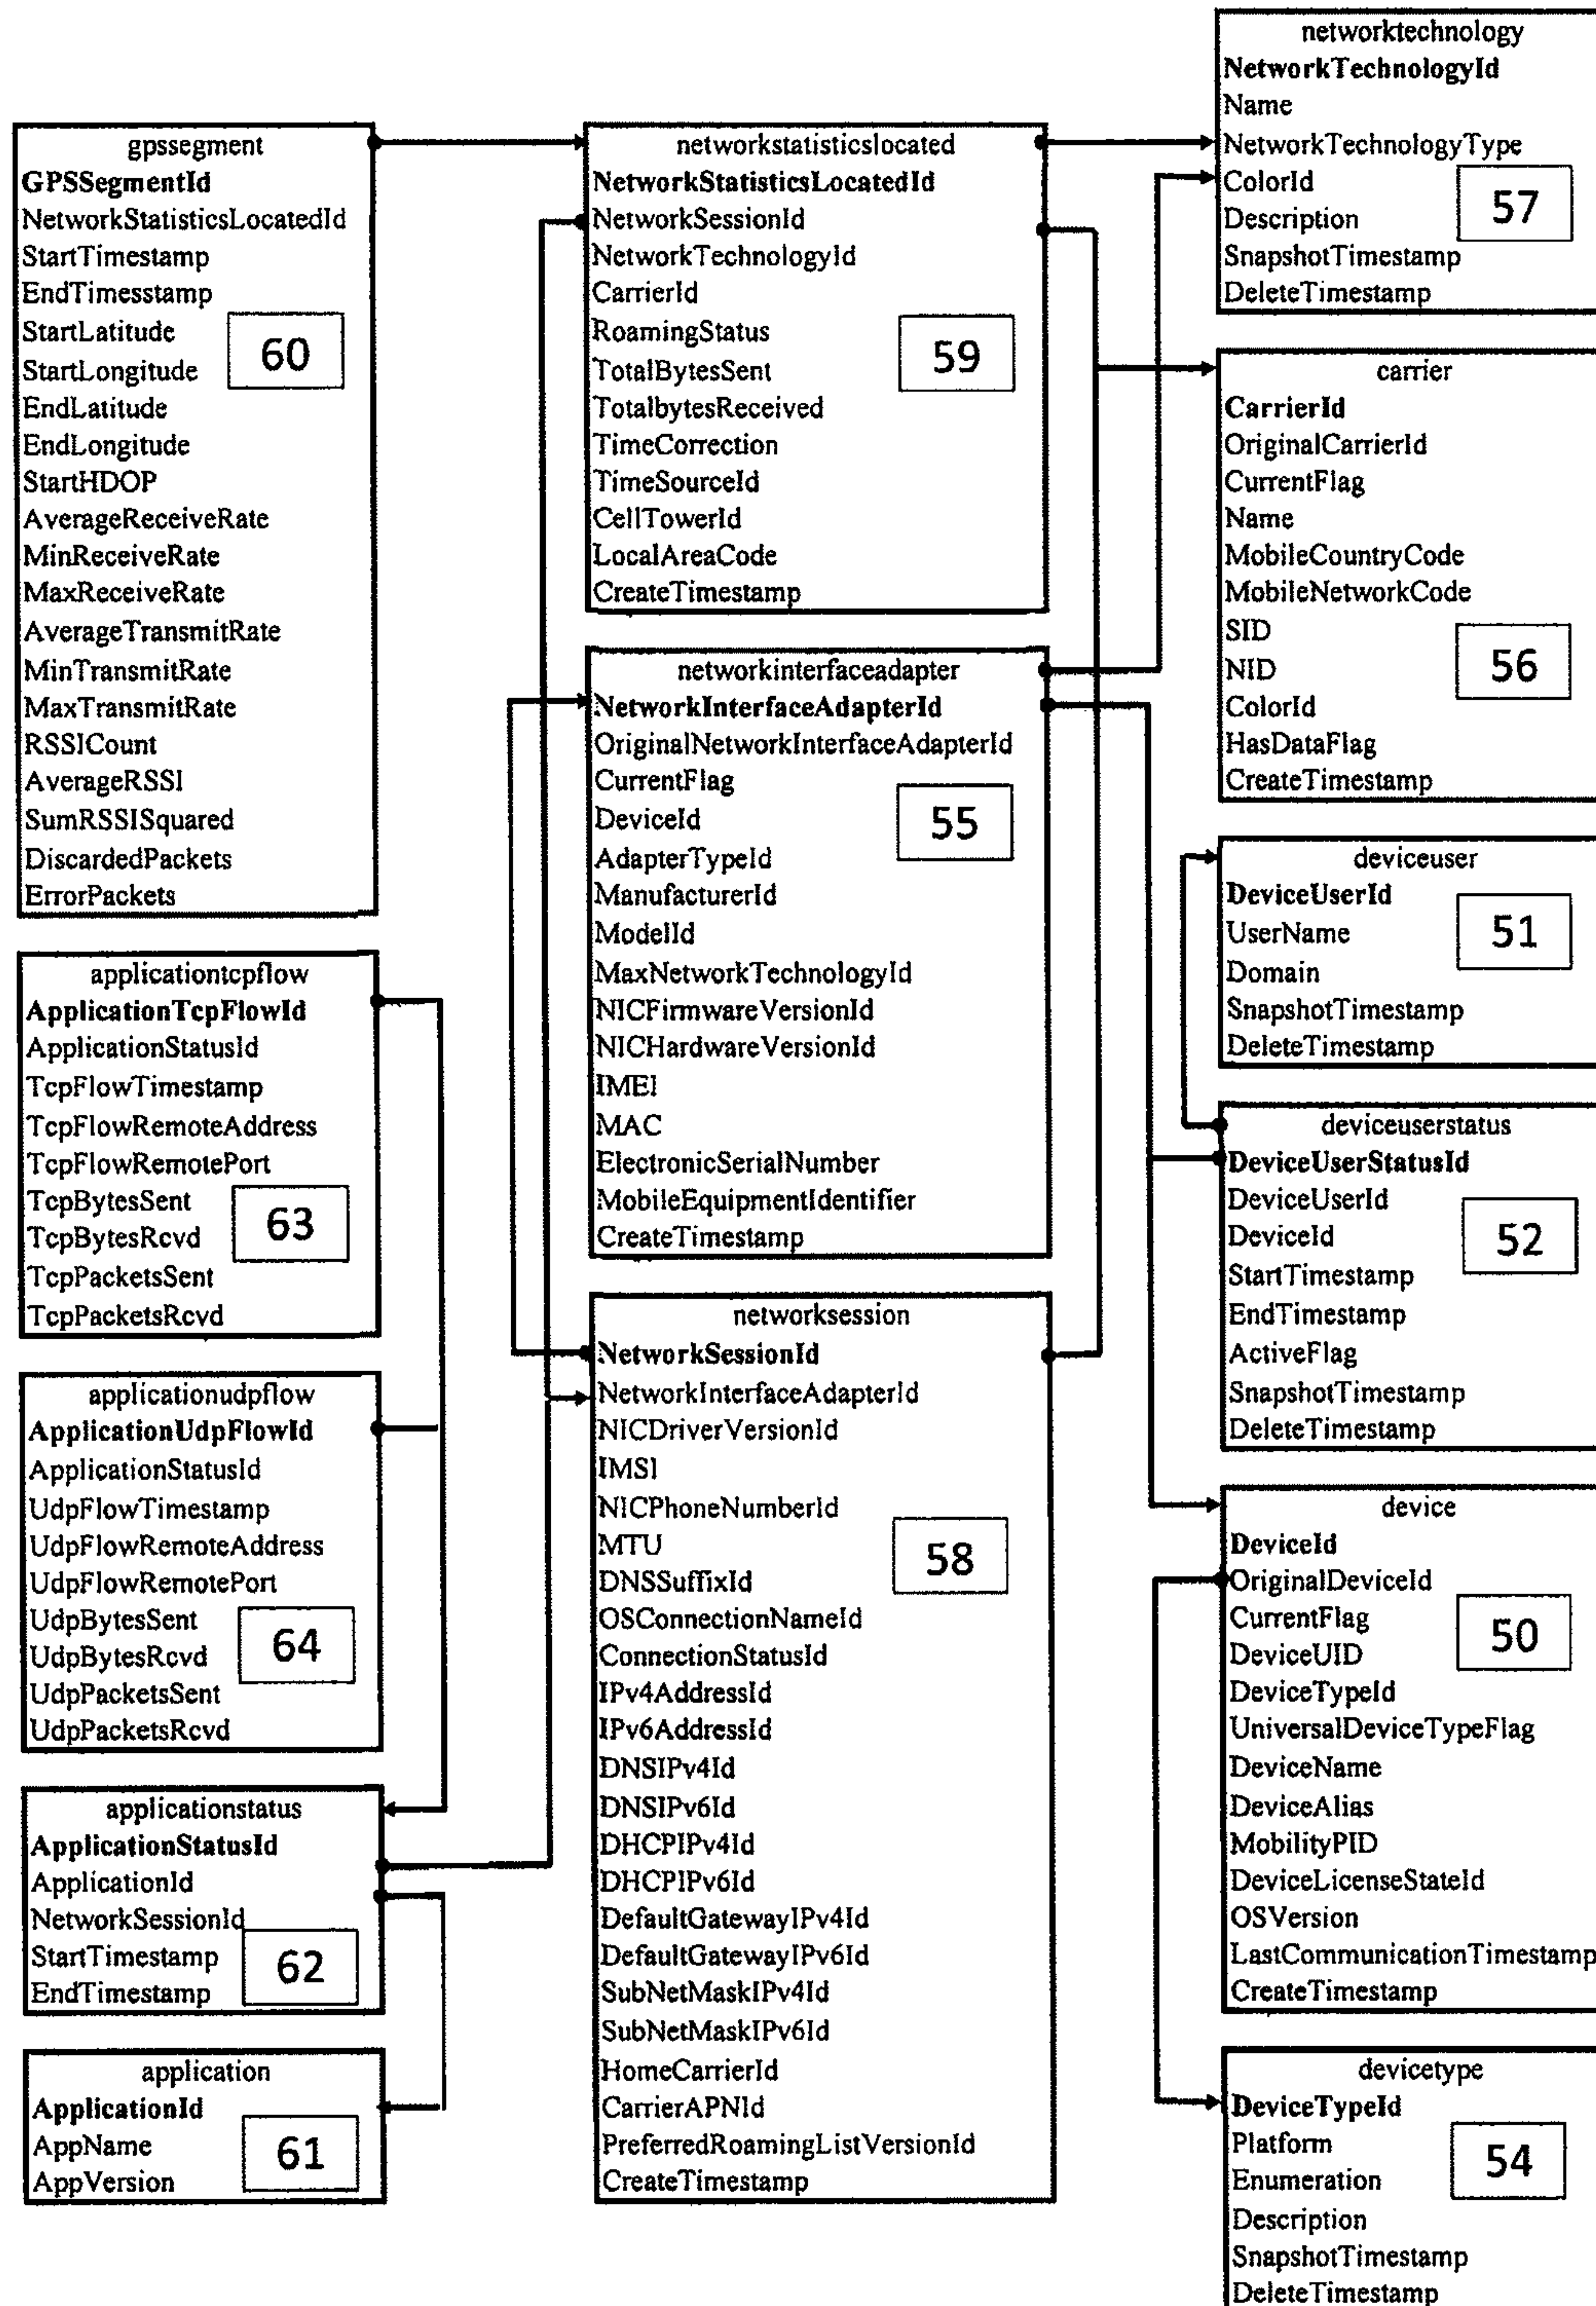 gpssegment
GPSSegmentId
NetworkStatisticsLocatedId
StartTimestamp
EndTimesstamp
StartLatitude
60
StartLongitude
EndLatitude
EndLongitude
StartHDOP
AverageReceiveRate
MinReceiveRate
MaxReceiveRate
AverageTransmitRate
MinTransmitRate
MaxTransmitRate
RSSICount
AverageRSSI
SumRSSISquared
DiscardedPackets
ErrorPackets
applicationtcpflow
ApplicationTcpFlowId
ApplicationStatusId
TcpFlowTimestamp
TcpFlowRemoteAddress
TcpFlowRemotePort
TcpBytesSent
63
TcpBytesRcvd
TcpPacketsSent
TcpPacketsRcvd
applicationudpflow
ApplicationUdpFlowId
ApplicationStatusId
UdpFlowTimestamp
UdpFlowRemoteAddress
UdpFlowRemotePort
UdpBytesSent
64
UdpBytesRcvd
UdpPacketsSent
UdpPacketsRcvd
applicationstatus
ApplicationStatusId
ApplicationId
NetworkSessionId
StartTimestamp
62
EndTimestamp
application
ApplicationId
AppName
61
AppVersion
networkstatisticslocated
NetworkStatisticsLocatedId
NetworkSessionId
NetworkTechnologyId
CarrierId
RoamingStatus
59
TotalBytesSent
TotalbytesReceived
TimeCorrection
TimeSourceId
CellTowerId
LocalAreaCode
CreateTimestamp
networkinterfaceadapter
NetworkInterfaceAdapterId
OriginalNetworkInterfaceAdapterId
CurrentFlag
DeviceId
55
AdapterTypeId
ManufacturerId
ModelId
MaxNetworkTechnologyId
NICFirmwareVersionId
NICHardwareVersionId
IMEI
MAC
ElectronicSerialNumber
MobileEquipmentIdentifier
CreateTimestamp
networksession
NetworkSessionId
NetworkInterfaceAdapterId
NICDriverVersionId
IMSI
NICPhoneNumberId
MTU
58
DNSSuffixId
OSConnectionNameId
ConnectionStatusId
IPv4AddressId
IPv6AddressId
DNSIPv4Id
DNSIPv6Id
DHCPIPv4Id
DHCPIPv6Id
DefaultGatewayIPv4Id
DefaultGatewayIPv6Id
SubNetMaskIPv4Id
SubNetMaskIPv6Id
HomeCarrierId
CarrierAPNId
PreferredRoamingListVersionId
CreateTimestamp
networktechnology
NetworkTechnologyId
Name
NetworkTechnologyType
ColorId
57
Description
SnapshotTimestamp
DeleteTimestamp
carrier
CarrierId
OriginalCarrierId
CurrentFlag
Name
MobileCountryCode
MobileNetworkCode
SID
56
NID
ColorId
HasDataFlag
CreateTimestamp
deviceuser
DeviceUserId
UserName
51
Domain
SnapshotTimestamp
DeleteTimestamp
deviceuserstatus
DeviceUserStatusId
DeviceUserId
DeviceId
52
StartTimestamp
EndTimestamp
ActiveFlag
SnapshotTimestamp
DeleteTimestamp
device
DeviceId
OriginalDeviceId
CurrentFlag
50
DeviceUID
DeviceTypeId
UniversalDeviceTypeFlag
DeviceName
DeviceAlias
MobilityPID
DeviceLicenseStateId
OSVersion
LastCommunicationTimestamp
CreateTimestamp
devicetype
DeviceTypeId
Platform
54
Enumeration
Description
SnapshotTimestamp
DeleteTimestamp